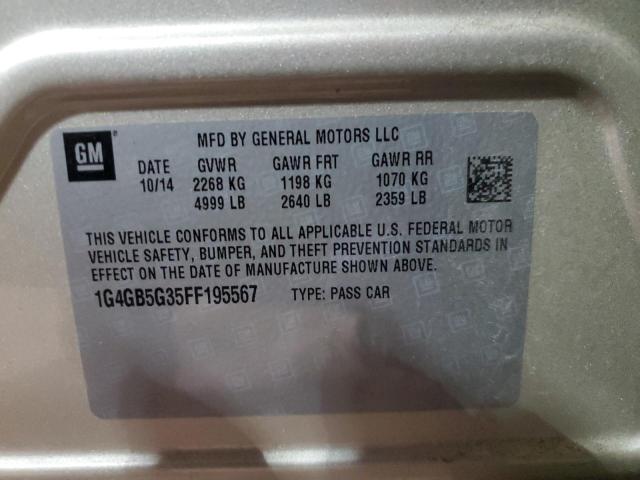 GM MFD BY GENERAL MOTORS LLC
DATE GVWR GAWR FRT GAWR RR
10/14 2268 KG 1198 KG 1070 KG
4999 LB 2640 LB 2359 LB
THIS VEHICLE CONFORMS TO ALL APPLICABLE U.S. FEDERAL MOTOR
VEHICLE SAFETY, BUMPER, AND THEFT PREVENTION STANDARDS IN
EFFECT ON THE DATE OF MANUFACTURE SHOWN ABOVE.
1G4GB5G35FF195567 TYPE: PASS CAR